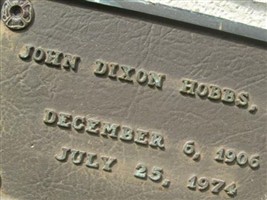 JOHN DIXON HOBBS,
DECEMBER 6, 1906
JULY 25, 1974